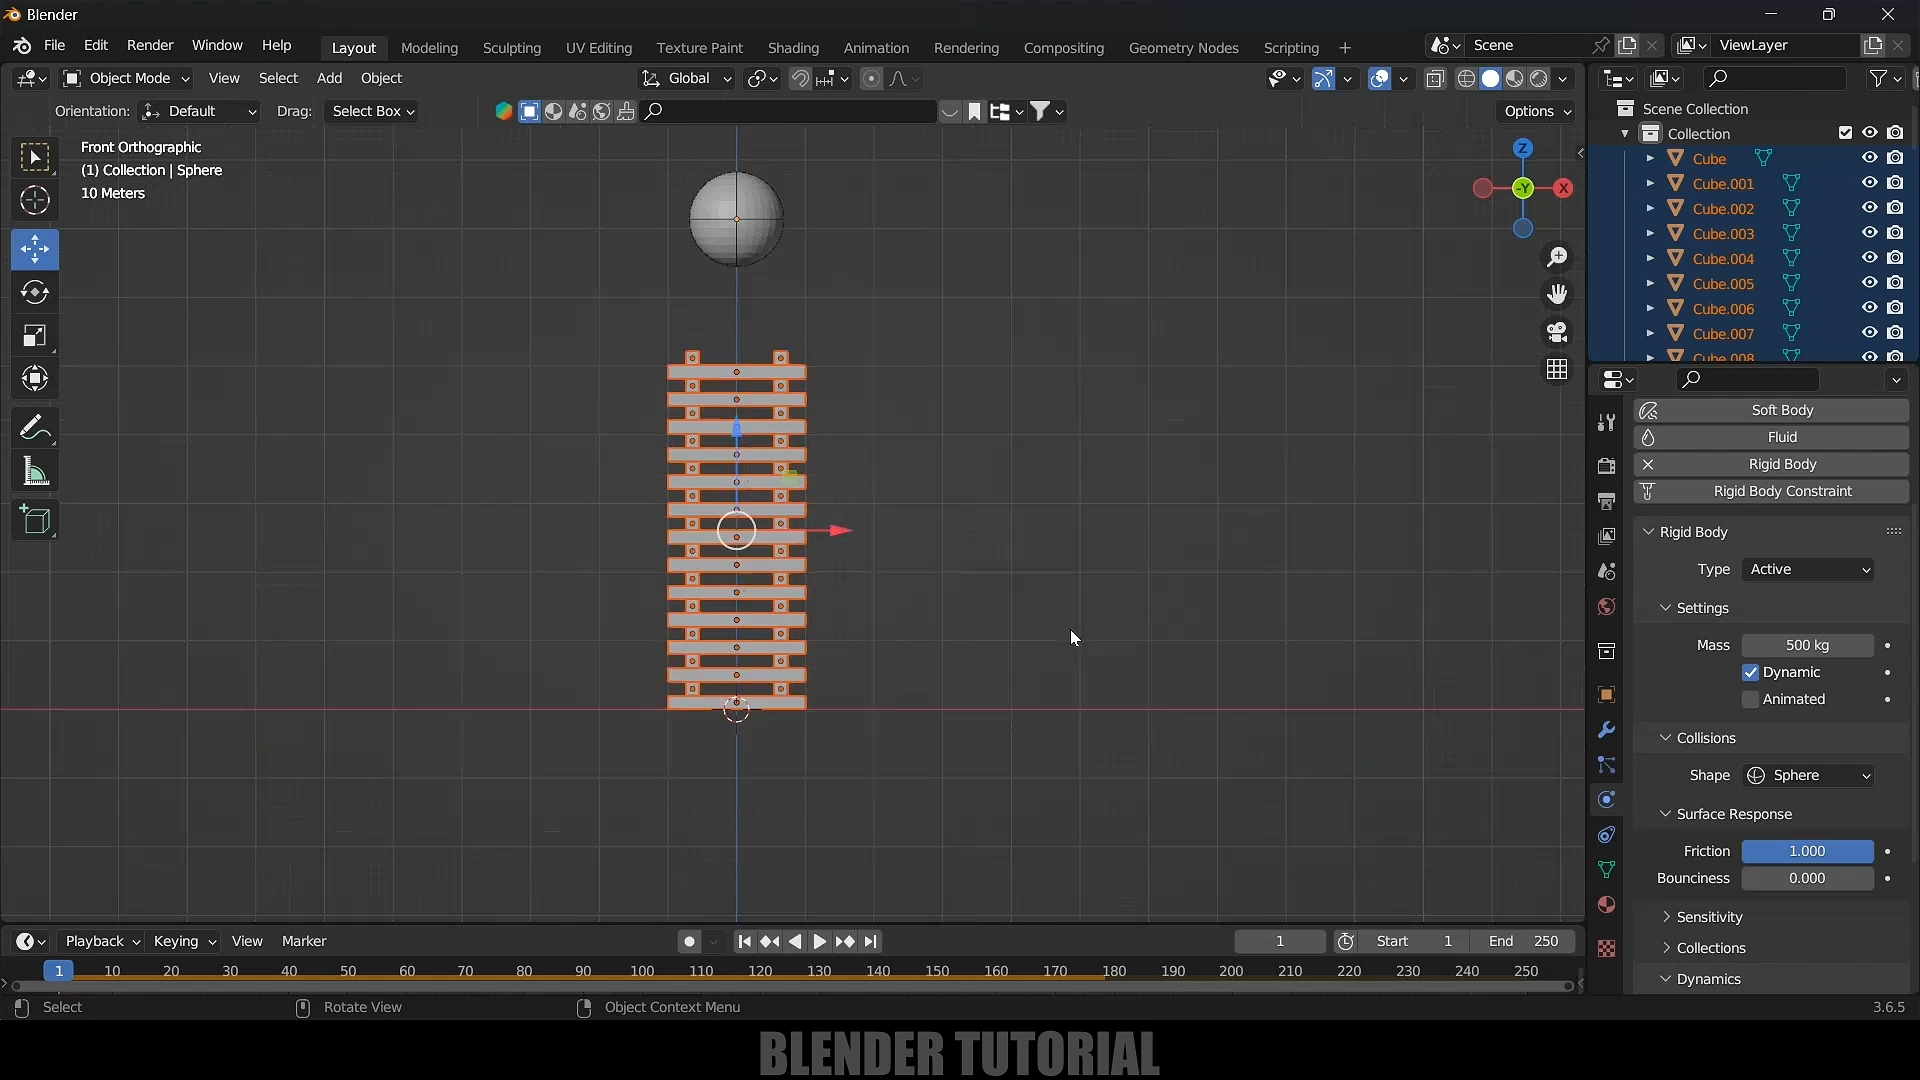 Blender
File Edit Render Window Help Layout Modeling Sculpting UV Editing Texture Paint Shading Animation Rendering Compositing Geometry Nodes Scripting + Scene ViewLayer
Object Mode View Select Add Object Global
Orientation: Default Drag: Select Box Options
Front Orthographic
(1) Collection | Sphere
10 Meters
Z
-Y
X
Scene Collection
Collection
Cube
Cube.001
Cube.002
Cube.003
Cube.004
Cube.005
Cube.006
Cube.007
Cube.008
Soft Body
Fluid
Rigid Body
Rigid Body Constraint
Rigid Body
Type Active
Settings
Mass 500 kg
Dynamic
Animated
Collisions
Shape Sphere
Surface Response
Friction 1.000
Bounciness 0.000
Sensitivity
Collections
Dynamics
Playback Keying View Marker 1 Start 1 End 250
1 10 20 30 40 50 60 70 80 90 100 110 120 130 140 150 160 170 180 190 200 210 220 230 240 250
Select Rotate View Object Context Menu 3.6.5
BLENDER TUTORIAL